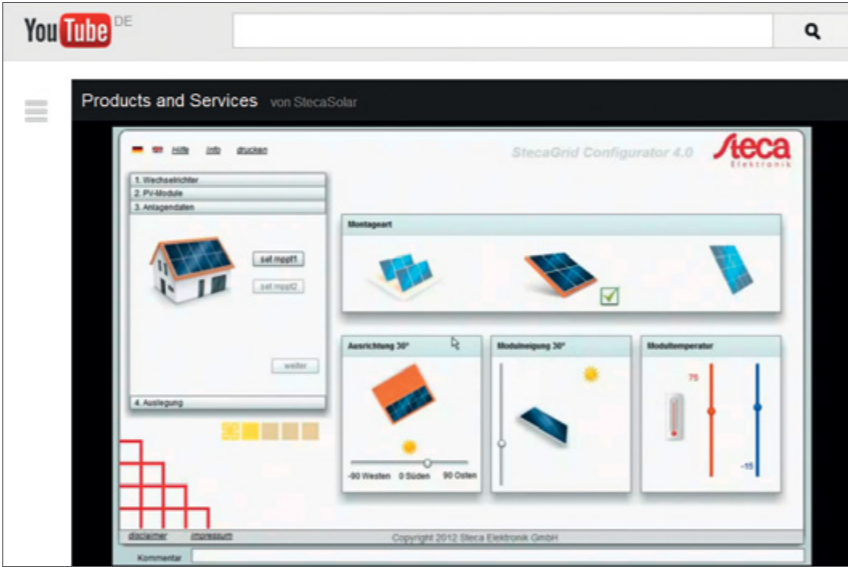 YouTube DE
Products and Services von StecaSolar
Hilfe Info drucken
StecaGrid Configurator 4.0
Steca
Elektronik
1. Wechselrichter
2. PV-Module
3. Anlagendaten
set mppt1
set mppt2
weiter
4. Auslegung
Montageart
Ausrichtung 30°
-90 Westen 0 Süden 90 Osten
Modulneigung 30°
Modultemperatur
75
-15
disclaimer impressum
Copyright 2012 Steca Elektronik GmbH
Kommentar